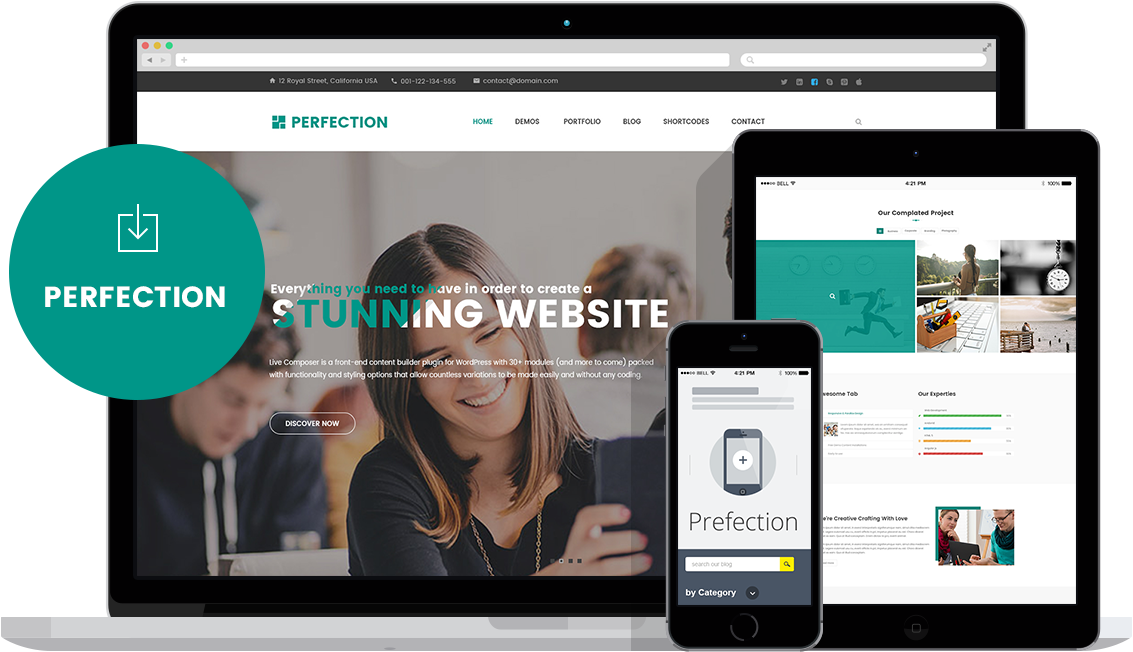 12 Royal Street, California USA 001-122-134-555 contact@domain.com
PERFECTION HOME DEMOS PORTFOLIO BLOG SHORTCODES CONTACT
PERFECTION
Everything you need to have in order to create a
STUNNING WEBSITE
Live Composer is a front-end content builder plugin for WordPress with 30+ modules (and more to come) packed
with functionality and styling options that allow countless variations to be made easily and without any coding.
DISCOVER NOW
BELL 4:21 PM 100%
Our Complated Project
Photography
wesome Tab Our Experties
're Creative Crafting With Love
BELL 4:21 PM 100%
Prefection
search our blog
by Category